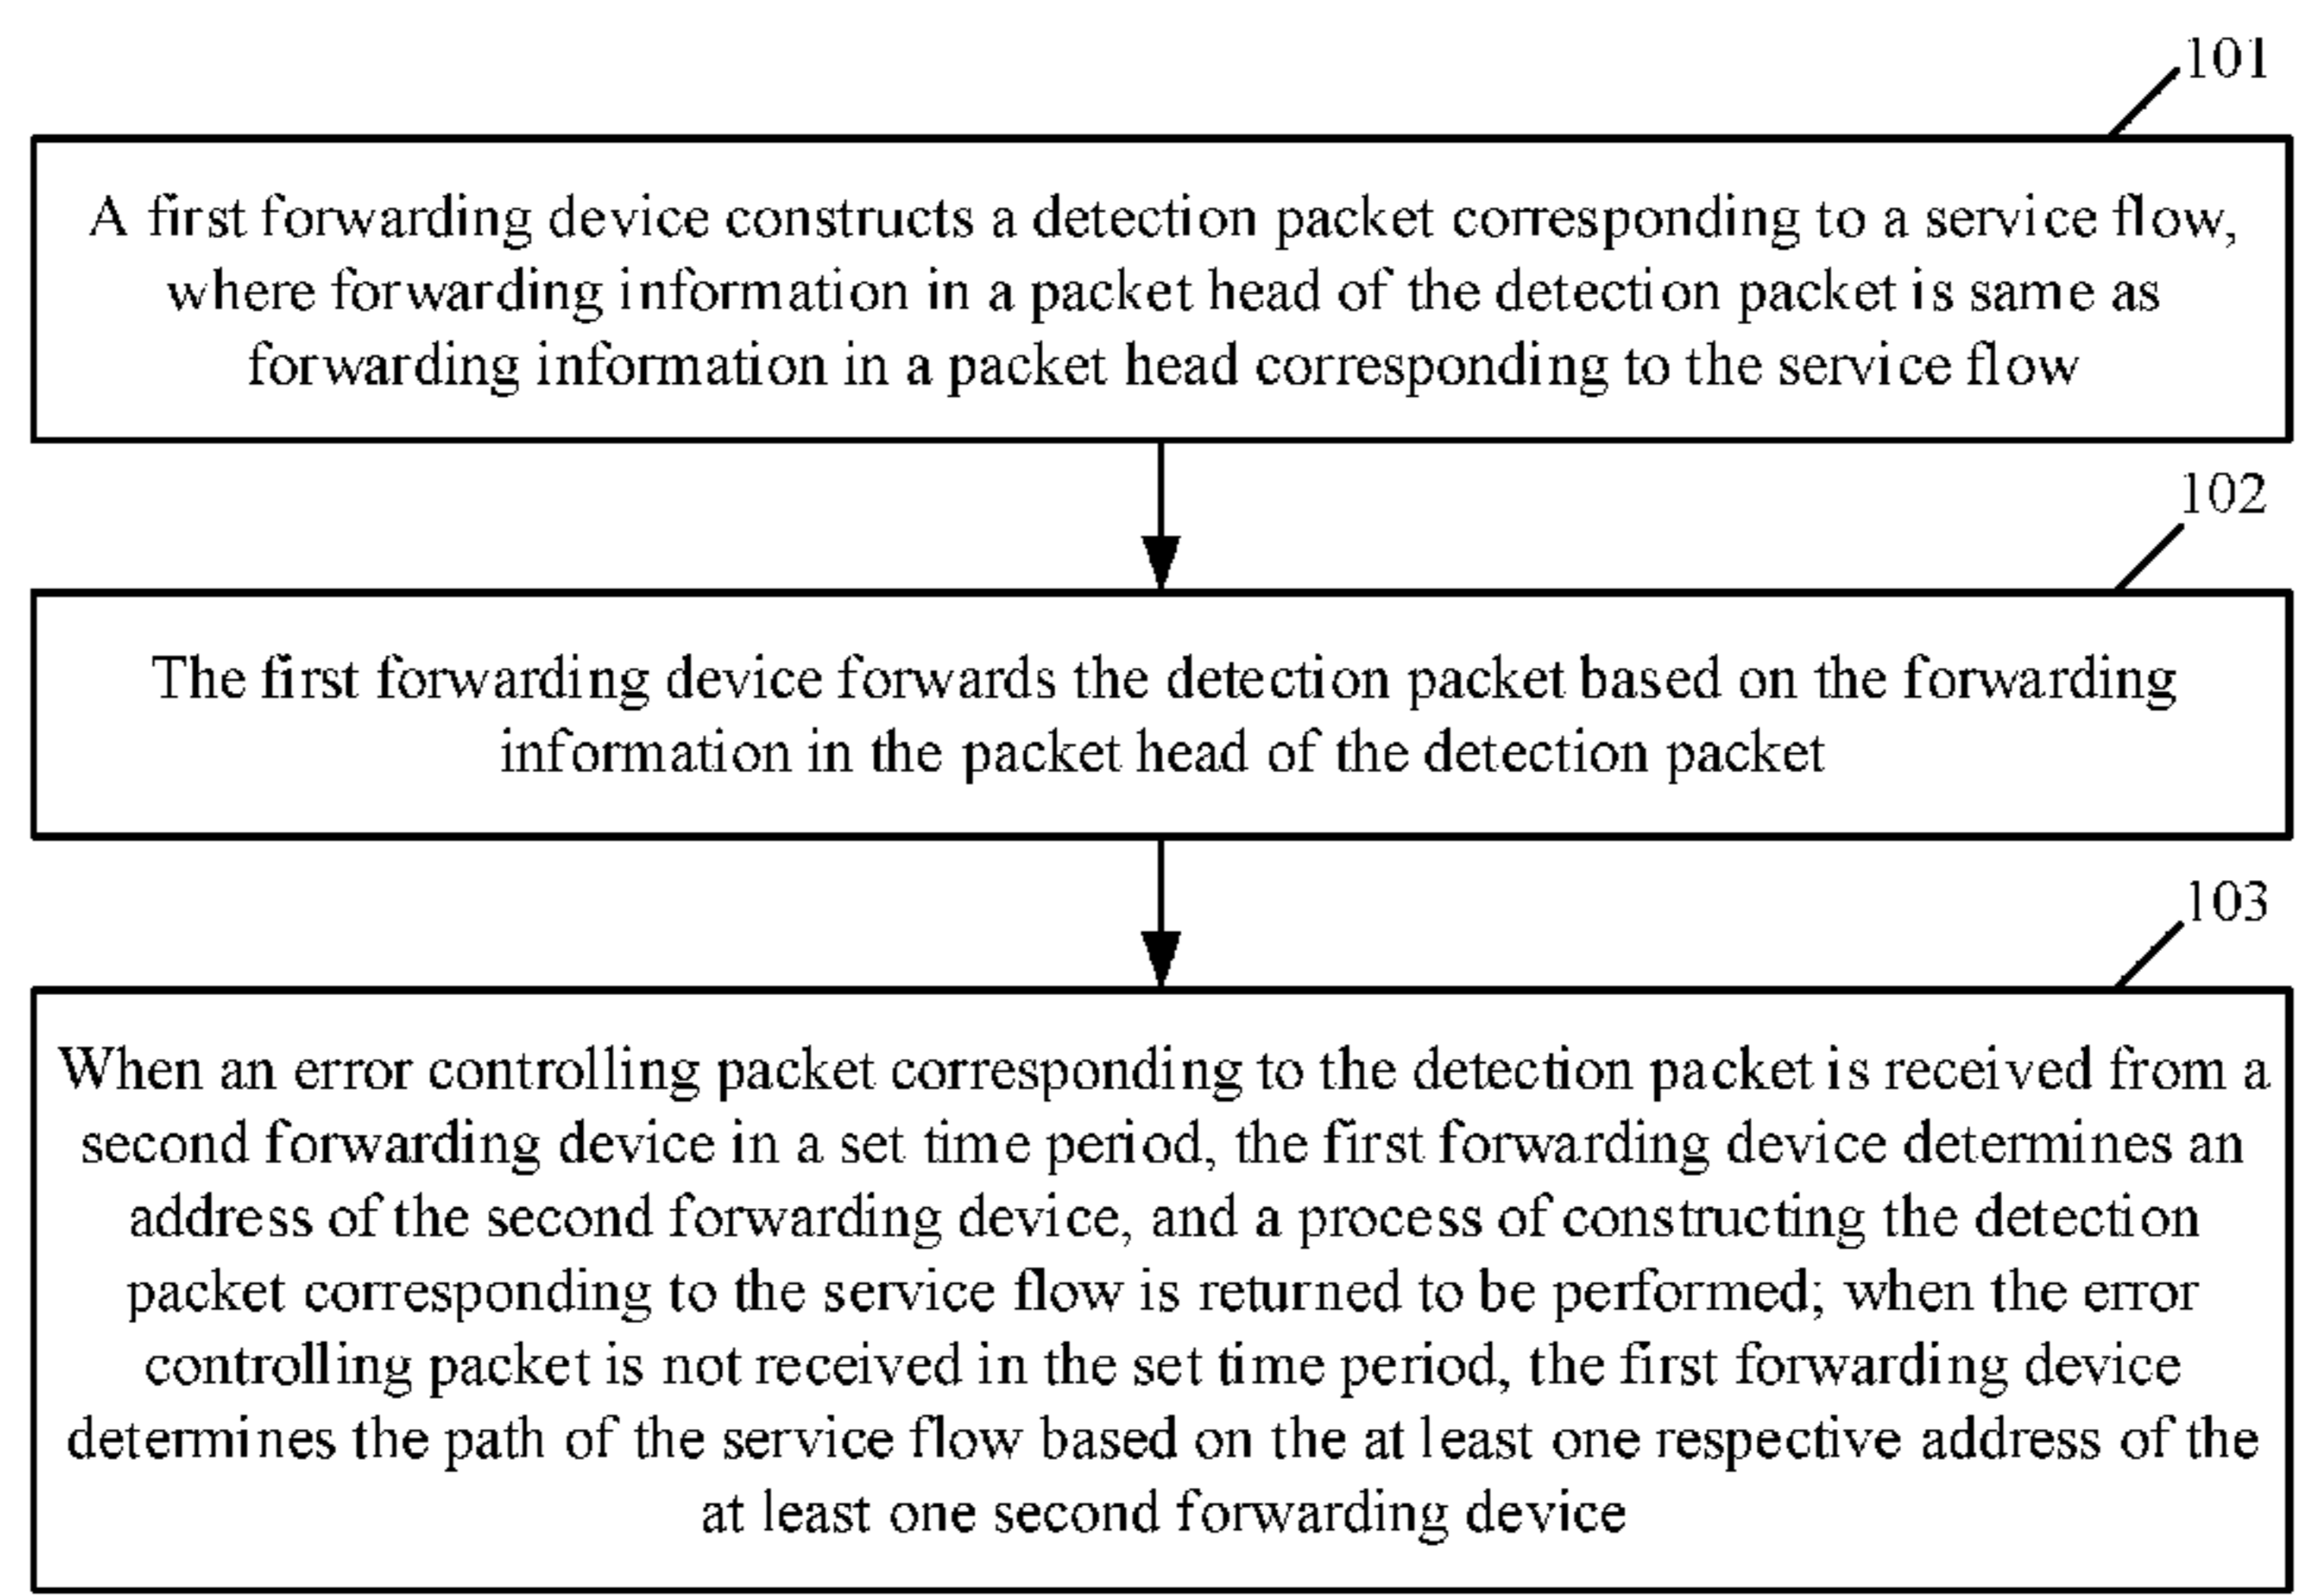 101
A first forwarding device constructs a detection packet corresponding to a service flow,
where forwarding information in a packet head of the detection packet is same as
forwarding information in a packet head corresponding to the service flow
102
The first forwarding device forwards the detection packet based on the forwarding
information in the packet head of the detection packet
103
When an error controlling packet corresponding to the detection packet is received from a
second forwarding device in a set time period, the first forwarding device determines an
address of the second forwarding device, and a process of constructing the detection
packet corresponding to the service flow is returned to be performed; when the error
controlling packet is not received in the set time period, the first forwarding device
determines the path of the service flow based on the at least one respective address of the
at least one second forwarding device